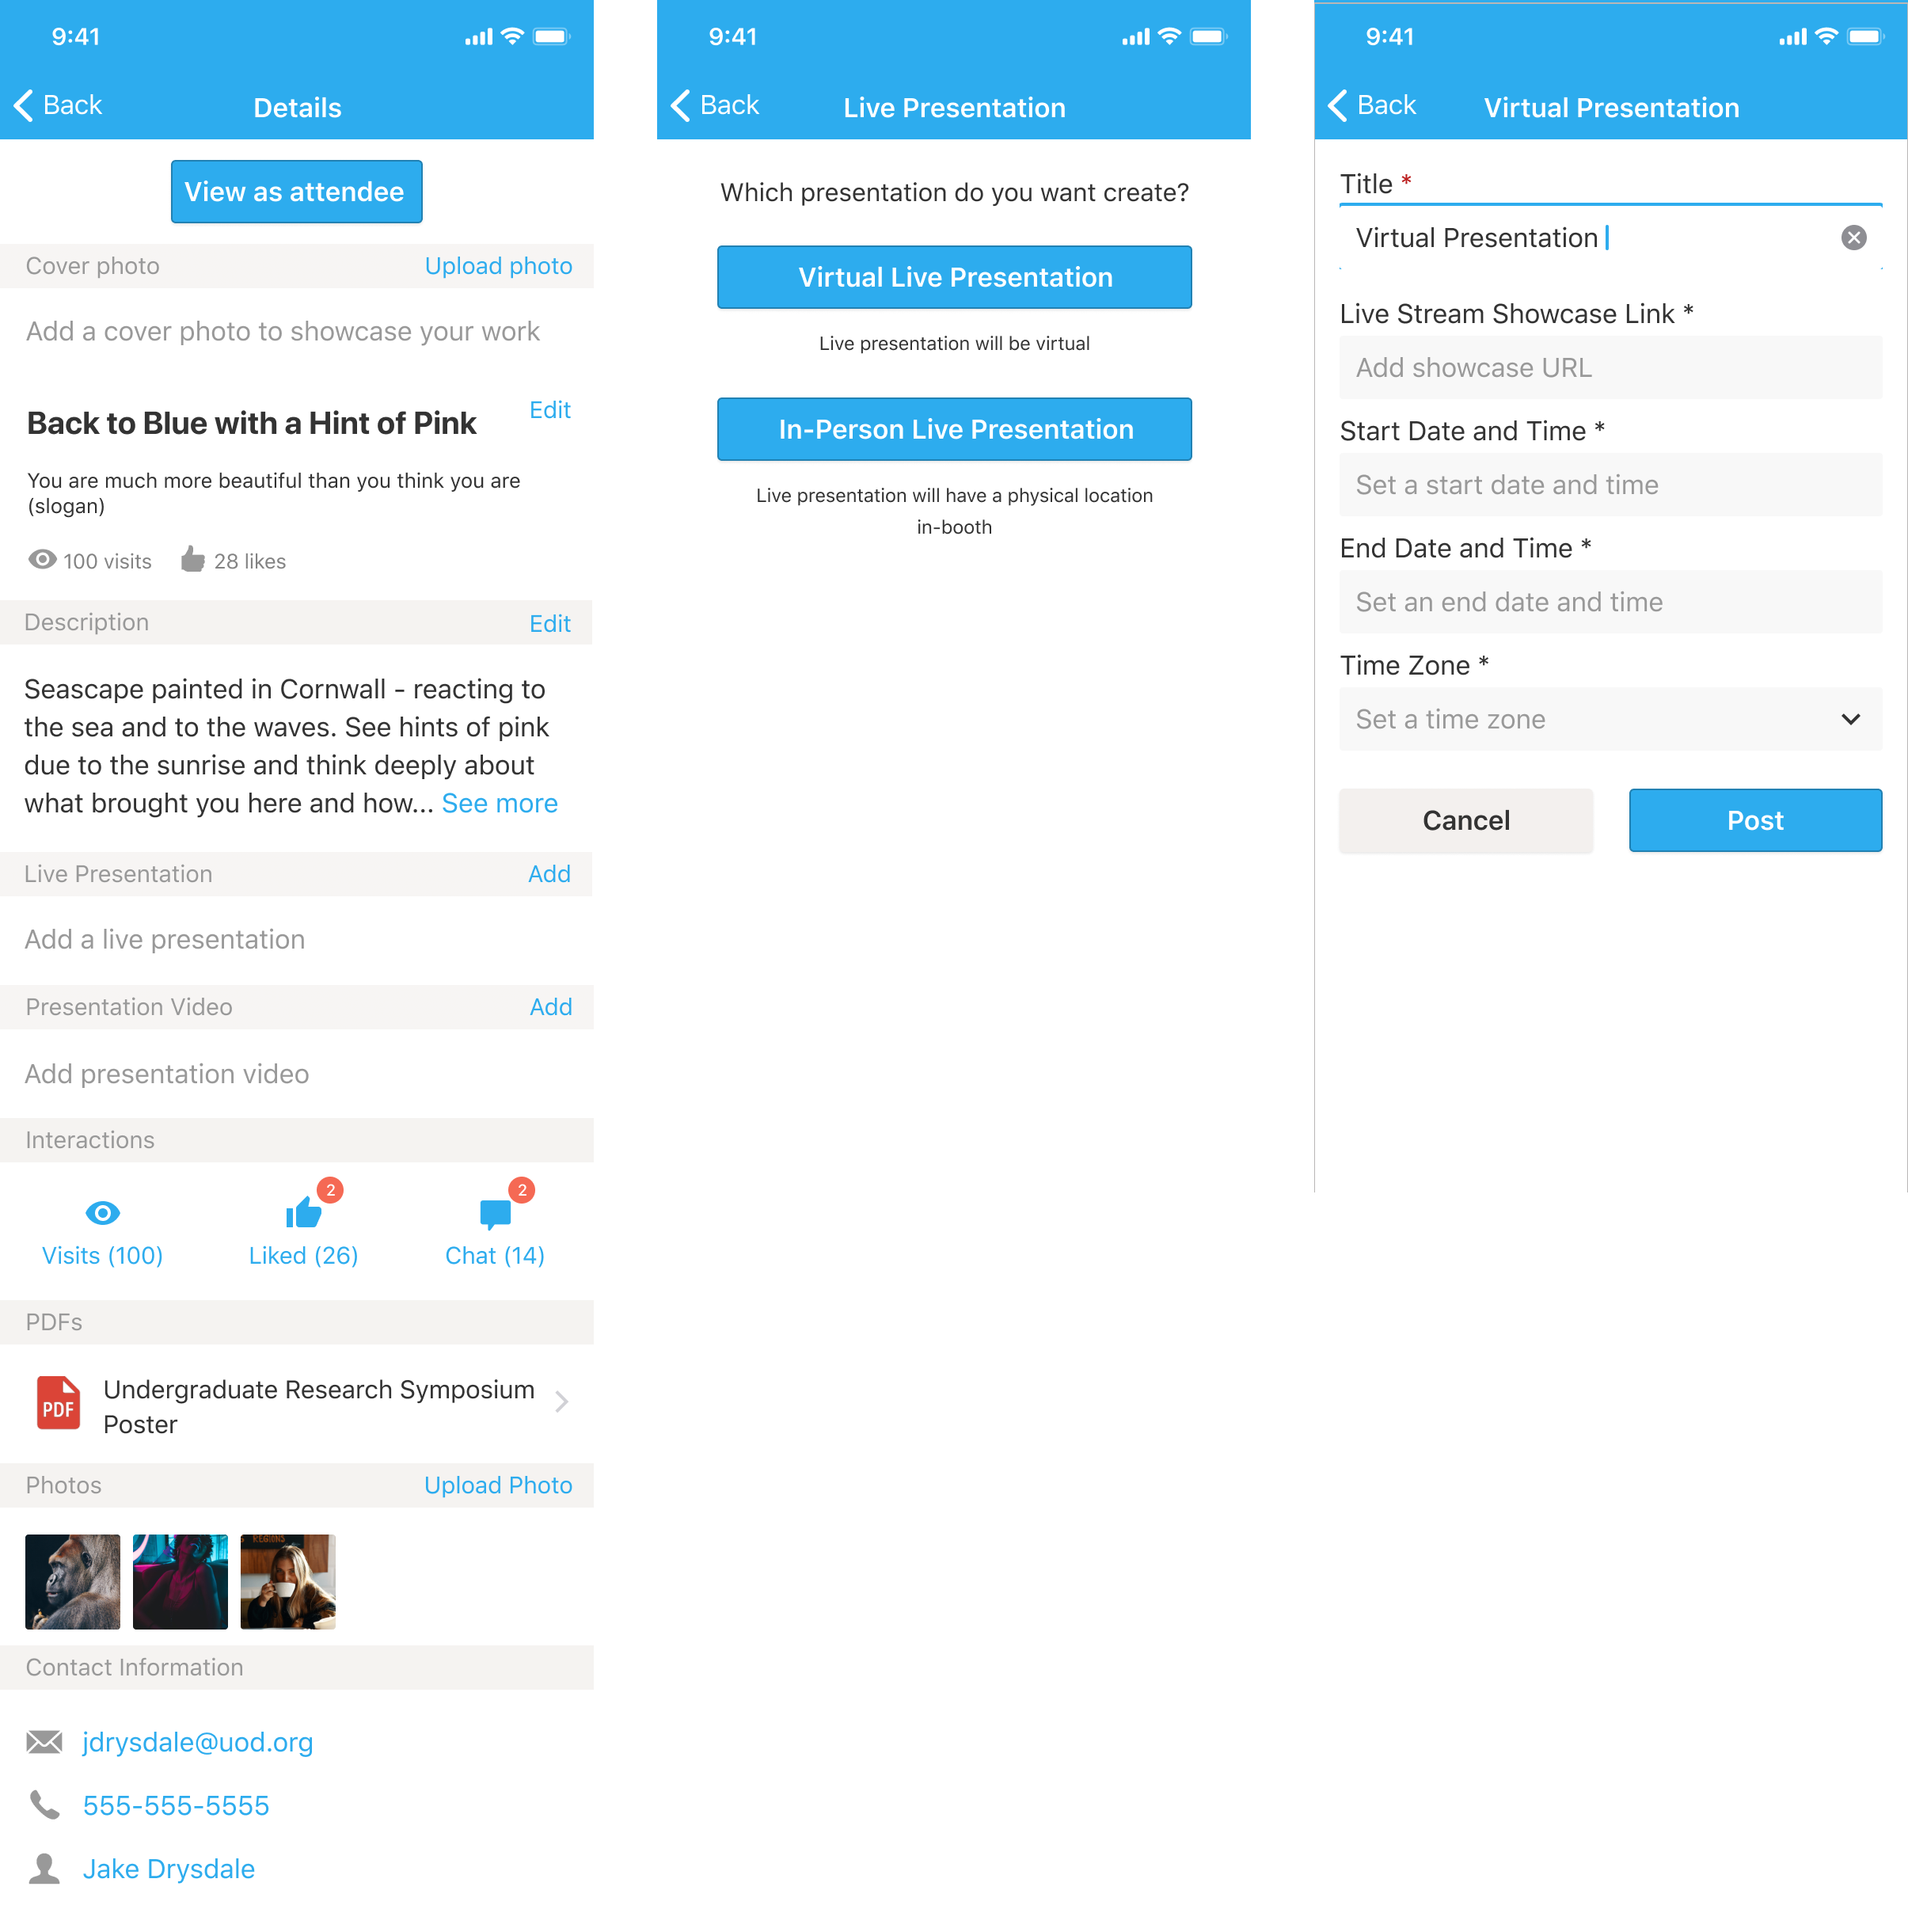 9:41
Back
Details
View as attendee
Cover photo
Upload photo
Add a cover photo to showcase your work
Back to Blue with a Hint of Pink
Edit
You are much more beautiful than you think you are
(slogan)
100 visits
28 likes
Description
Edit
Seascape painted in Cornwall - reacting to
the sea and to the waves. See hints of pink
due to the sunrise and think deeply about
what brought you here and how... See more
Live Presentation
Add
Add a live presentation
Presentation Video
Add
Add presentation video
Interactions
2
2
Visits (100)
Liked (26)
Chat (14)
PDFs
PDF
Undergraduate Research Symposium
Poster
Photos
Upload Photo
REGIONS
Contact Information
jdrysdale@uod.org
555-555-5555
Jake Drysdale
9:41
Back
Live Presentation
Which presentation do you want create?
Virtual Live Presentation
Live presentation will be virtual
In-Person Live Presentation
Live presentation will have a physical location
in-booth
9:41
Back
Virtual Presentation
Title *
Virtual Presentation
Live Stream Showcase Link *
Add showcase URL
Start Date and Time *
Set a start date and time
End Date and Time *
Set an end date and time
Time Zone *
Set a time zone
Cancel
Post